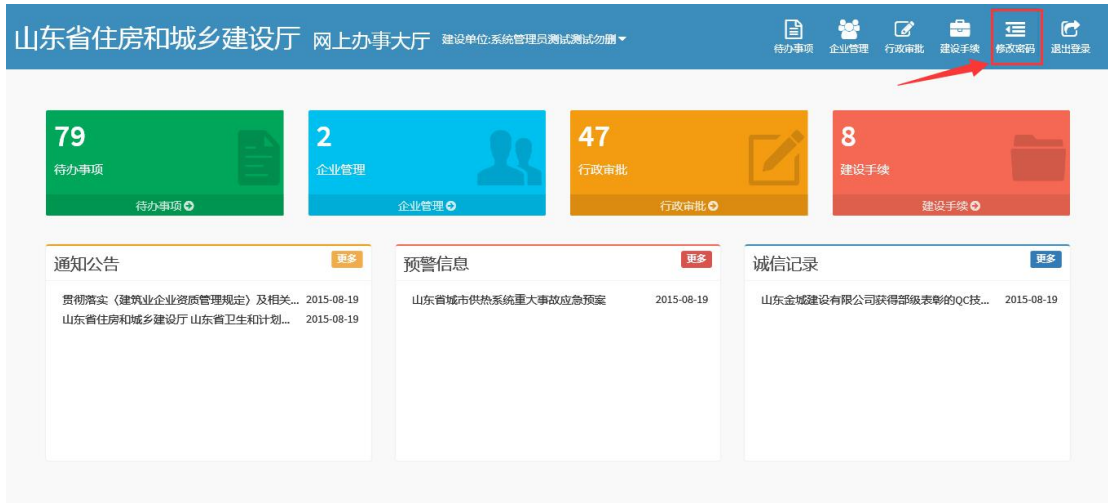 山东省住房和城乡建设厅 网上办事大厅 建设单位:系统管理员测试测试勿删
待办事项 企业管理 行政审批 建设手续 修改密码 退出登录
79 2 47 8
待办事项 企业管理 行政审批 建设手续
待办事项 企业管理 行政审批 建设手续
通知公告 更多 预警信息 更多 诚信记录 更多
贯彻落实〈建筑业企业资质管理规定〉及相关... 2015-08-19 山东省城市供热系统重大事故应急预案 2015-08-19 山东金城建设有限公司获得部级表彰的QC技... 2015-08-19
山东省住房和城乡建设厅 山东省卫生和计划... 2015-08-19